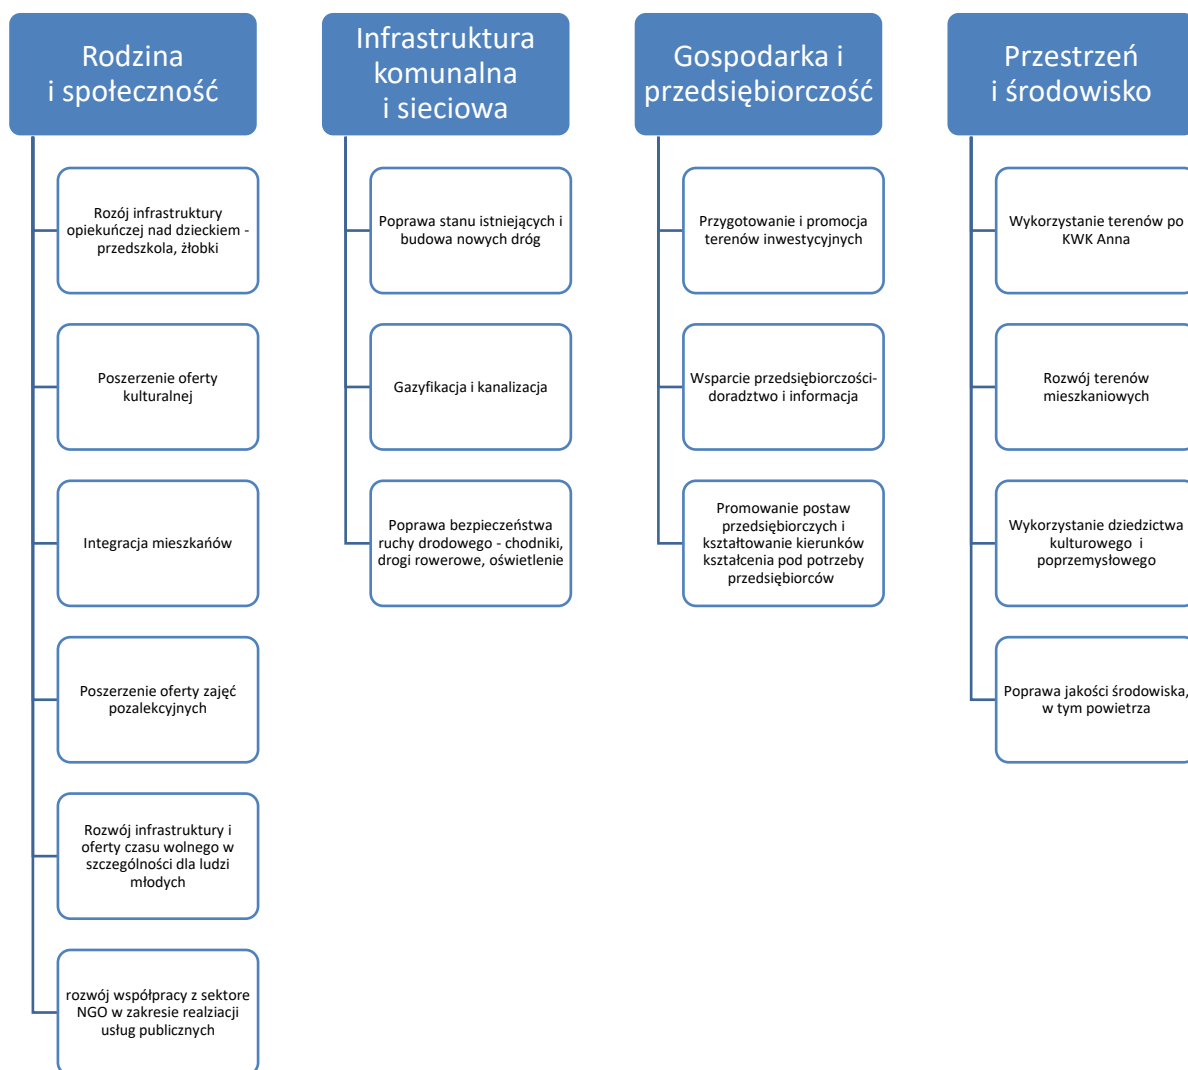 Rodzina
i społeczność
Rozój infrastruktury
opiekuńczej nad dzieckiem -
przedszkola, żłobki
Poszerzenie oferty
kulturalnej
Integracja mieszkańów
Poszerzenie oferty zajęć
pozalekcyjnych
Rozwój infrastruktury i
oferty czasu wolnego w
szczególności dla ludzi
młodych
rozwój współpracy z sektore
NGO w zakresie realziacji
usług publicznych
Infrastruktura
komunalna
i sieciowa
Poprawa stanu istniejących i
budowa nowych dróg
Gazyfikacja i kanalizacja
Poprawa bezpieczeństwa
ruchy drodowego - chodniki,
drogi rowerowe, oświetlenie
Gospodarka i
przedsiębiorczość
Przygotowanie i promocja
terenów inwestycyjnych
Wsparcie przedsiębiorczości-
doradztwo i informacja
Promowanie postaw
przedsiębiorczych i
kształtowanie kierunków
kształcenia pod potrzeby
przedsiębiorców
Przestrzeń
i środowisko
Wykorzystanie terenów po
KWK Anna
Rozwój terenów
mieszkaniowych
Wykorzystanie dziedzictwa
kulturowego i
poprzemysłowego
Poprawa jakości środowiska,
w tym powietrza